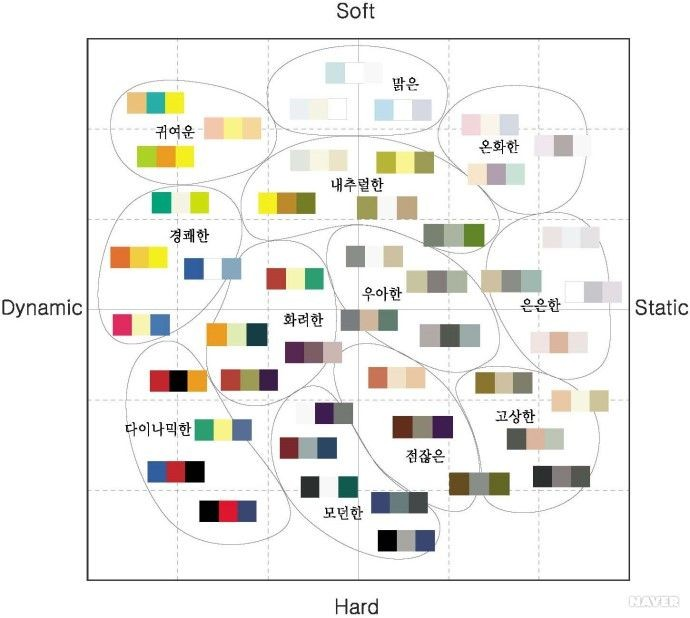 Soft
맑은
귀여운
온화한
내추럴한
경쾌한
우아한
은은한
Dynamic
Static
화려한
고상한
다이나믹한
점잖은
모던한
Hard
NAVER